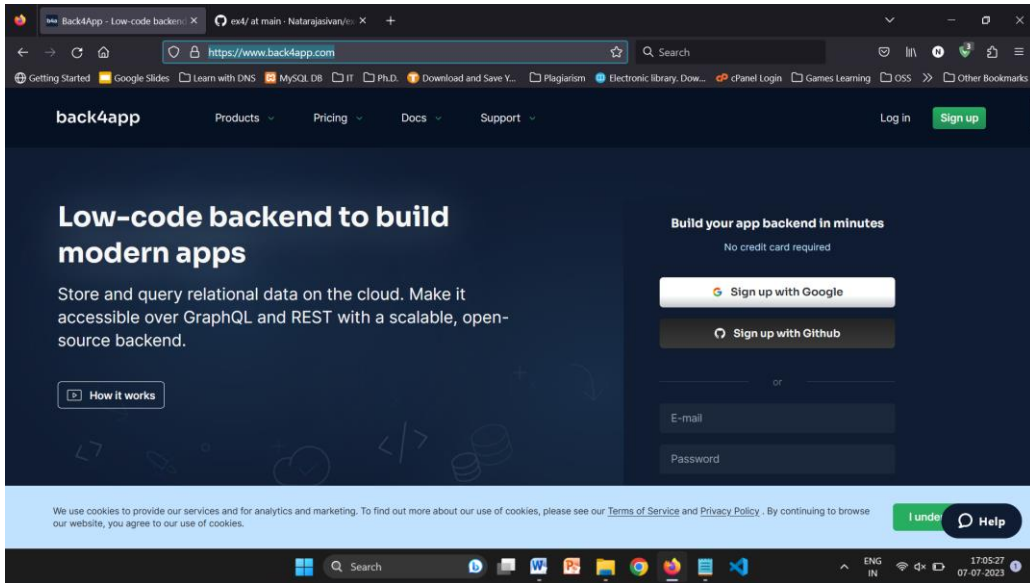 Back4App - Low-code backend
ex4/ at main · Natarajasivan/ex
https://www.back4app.com
Search
Getting Started
Google Slides
Learn with DNS
MySQL DB
IT
Ph.D.
Download and Save Y...
Plagiarism
Electronic library. Dow...
cPanel Login
Games Learning
OSS
Other Bookmarks
back4app
Products
Pricing
Docs
Support
Log in
Sign up
Low-code backend to build
modern apps
Store and query relational data on the cloud. Make it
accessible over GraphQL and REST with a scalable, open-
source backend.
How it works
Build your app backend in minutes
No credit card required
Sign up with Google
Sign up with Github
or
E-mail
Password
We use cookies to provide our services and for analytics and marketing. To find out more about our use of cookies, please see our Terms of Service and Privacy Policy . By continuing to browse
our website, you agree to our use of cookies.
I unde
Help
Search
ENG
IN
17:05:27
07-07-2023